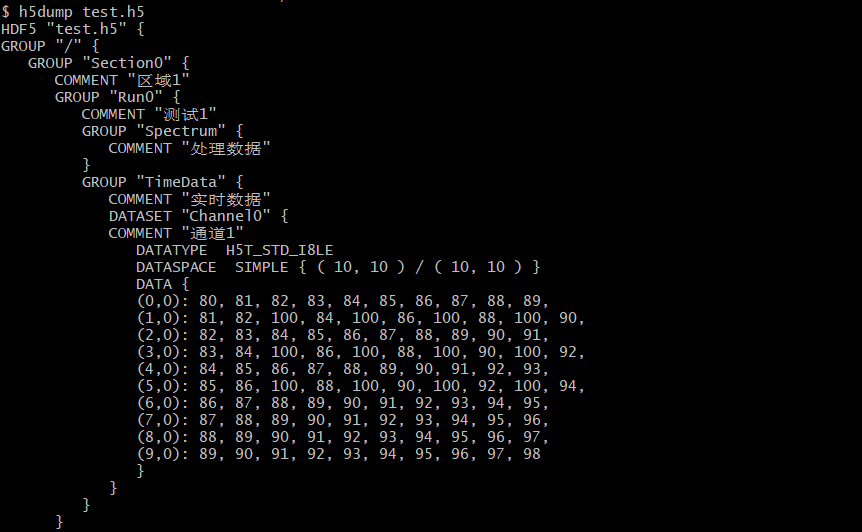 $ h5dump test.h5
HDF5 "test.h5" {
GROUP "/" {
   GROUP "Section0" {
      COMMENT "区域1"
      GROUP "Run0" {
         COMMENT "测试1"
         GROUP "Spectrum" {
            COMMENT "处理数据"
         }
         GROUP "TimeData" {
            COMMENT "实时数据"
            DATASET "Channel0" {
            COMMENT "通道1"
               DATATYPE  H5T_STD_I8LE
               DATASPACE  SIMPLE { ( 10, 10 ) / ( 10, 10 ) }
               DATA {
               (0,0): 80, 81, 82, 83, 84, 85, 86, 87, 88, 89,
               (1,0): 81, 82, 100, 84, 100, 86, 100, 88, 100, 90,
               (2,0): 82, 83, 84, 85, 86, 87, 88, 89, 90, 91,
               (3,0): 83, 84, 100, 86, 100, 88, 100, 90, 100, 92,
               (4,0): 84, 85, 86, 87, 88, 89, 90, 91, 92, 93,
               (5,0): 85, 86, 100, 88, 100, 90, 100, 92, 100, 94,
               (6,0): 86, 87, 88, 89, 90, 91, 92, 93, 94, 95,
               (7,0): 87, 88, 89, 90, 91, 92, 93, 94, 95, 96,
               (8,0): 88, 89, 90, 91, 92, 93, 94, 95, 96, 97,
               (9,0): 89, 90, 91, 92, 93, 94, 95, 96, 97, 98
               }
            }
         }
      }